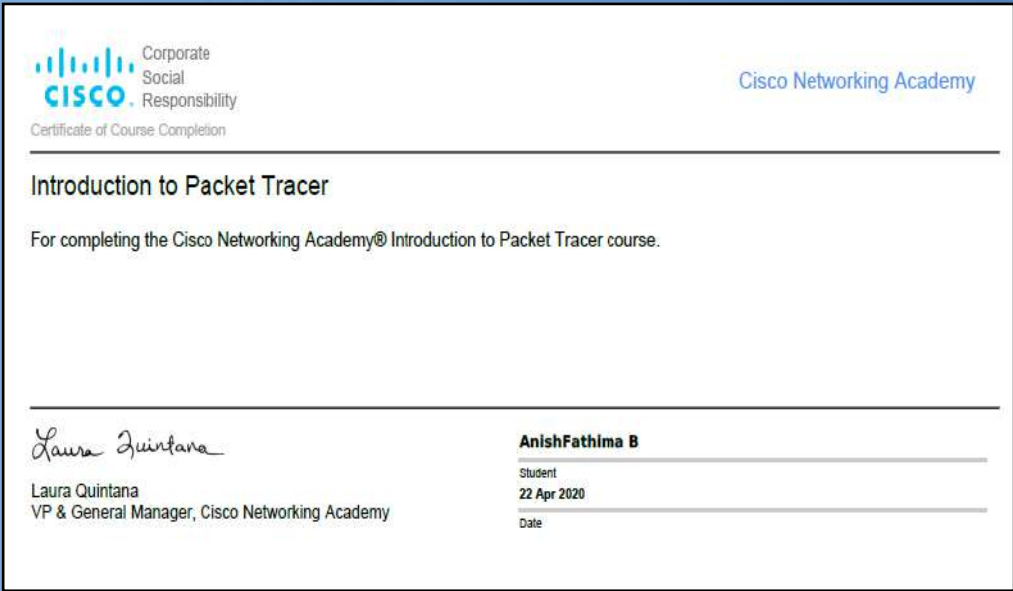 CISCO.
Corporate
Social
Responsibility
Cisco Networking Academy
Certificate of Course Completion
Introduction to Packet Tracer
For completing the Cisco Networking Academy® Introduction to Packet Tracer course.
Laura Quintana
Laura Quintana
VP & General Manager, Cisco Networking Academy
AnishFathima B
Student
22 Apr 2020
Date